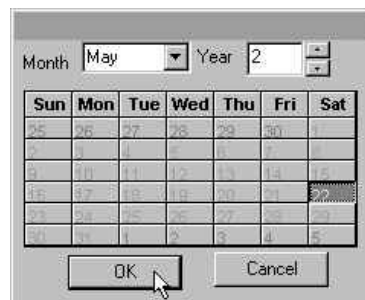 Month May Year 2
Sun Mon Tue Wed Thu Fri Sat
25 26 27 28 29 30 1
2 3 4 5 6 7 8
9 10 11 12 13 14 15
16 17 18 19 20 21 22
23 24 25 26 27 28 29
30 31 1 2 3 4 5
OK Cancel